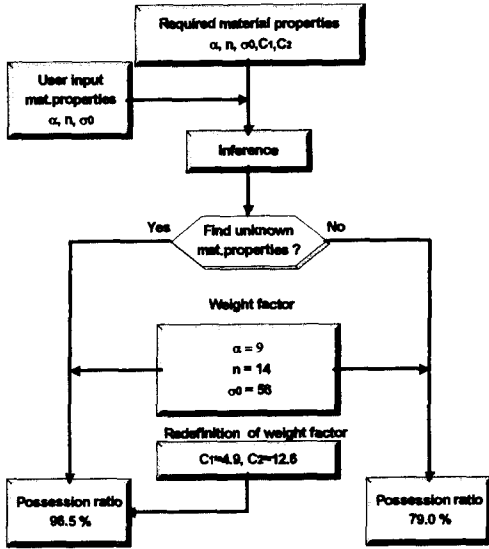 Required material properties
α, n, σ0,C1,C2
User input
mat.properties
α, n, σ0
Inference
Yes
Find unknown
mat.properties ?
No
Weight factor
α = 9
n = 14
σ0 = 56
Redefinition of weight factor
C1=4.9, C2=12.6
Possession ratio
96.5 %
Possession ratio
79.0 %